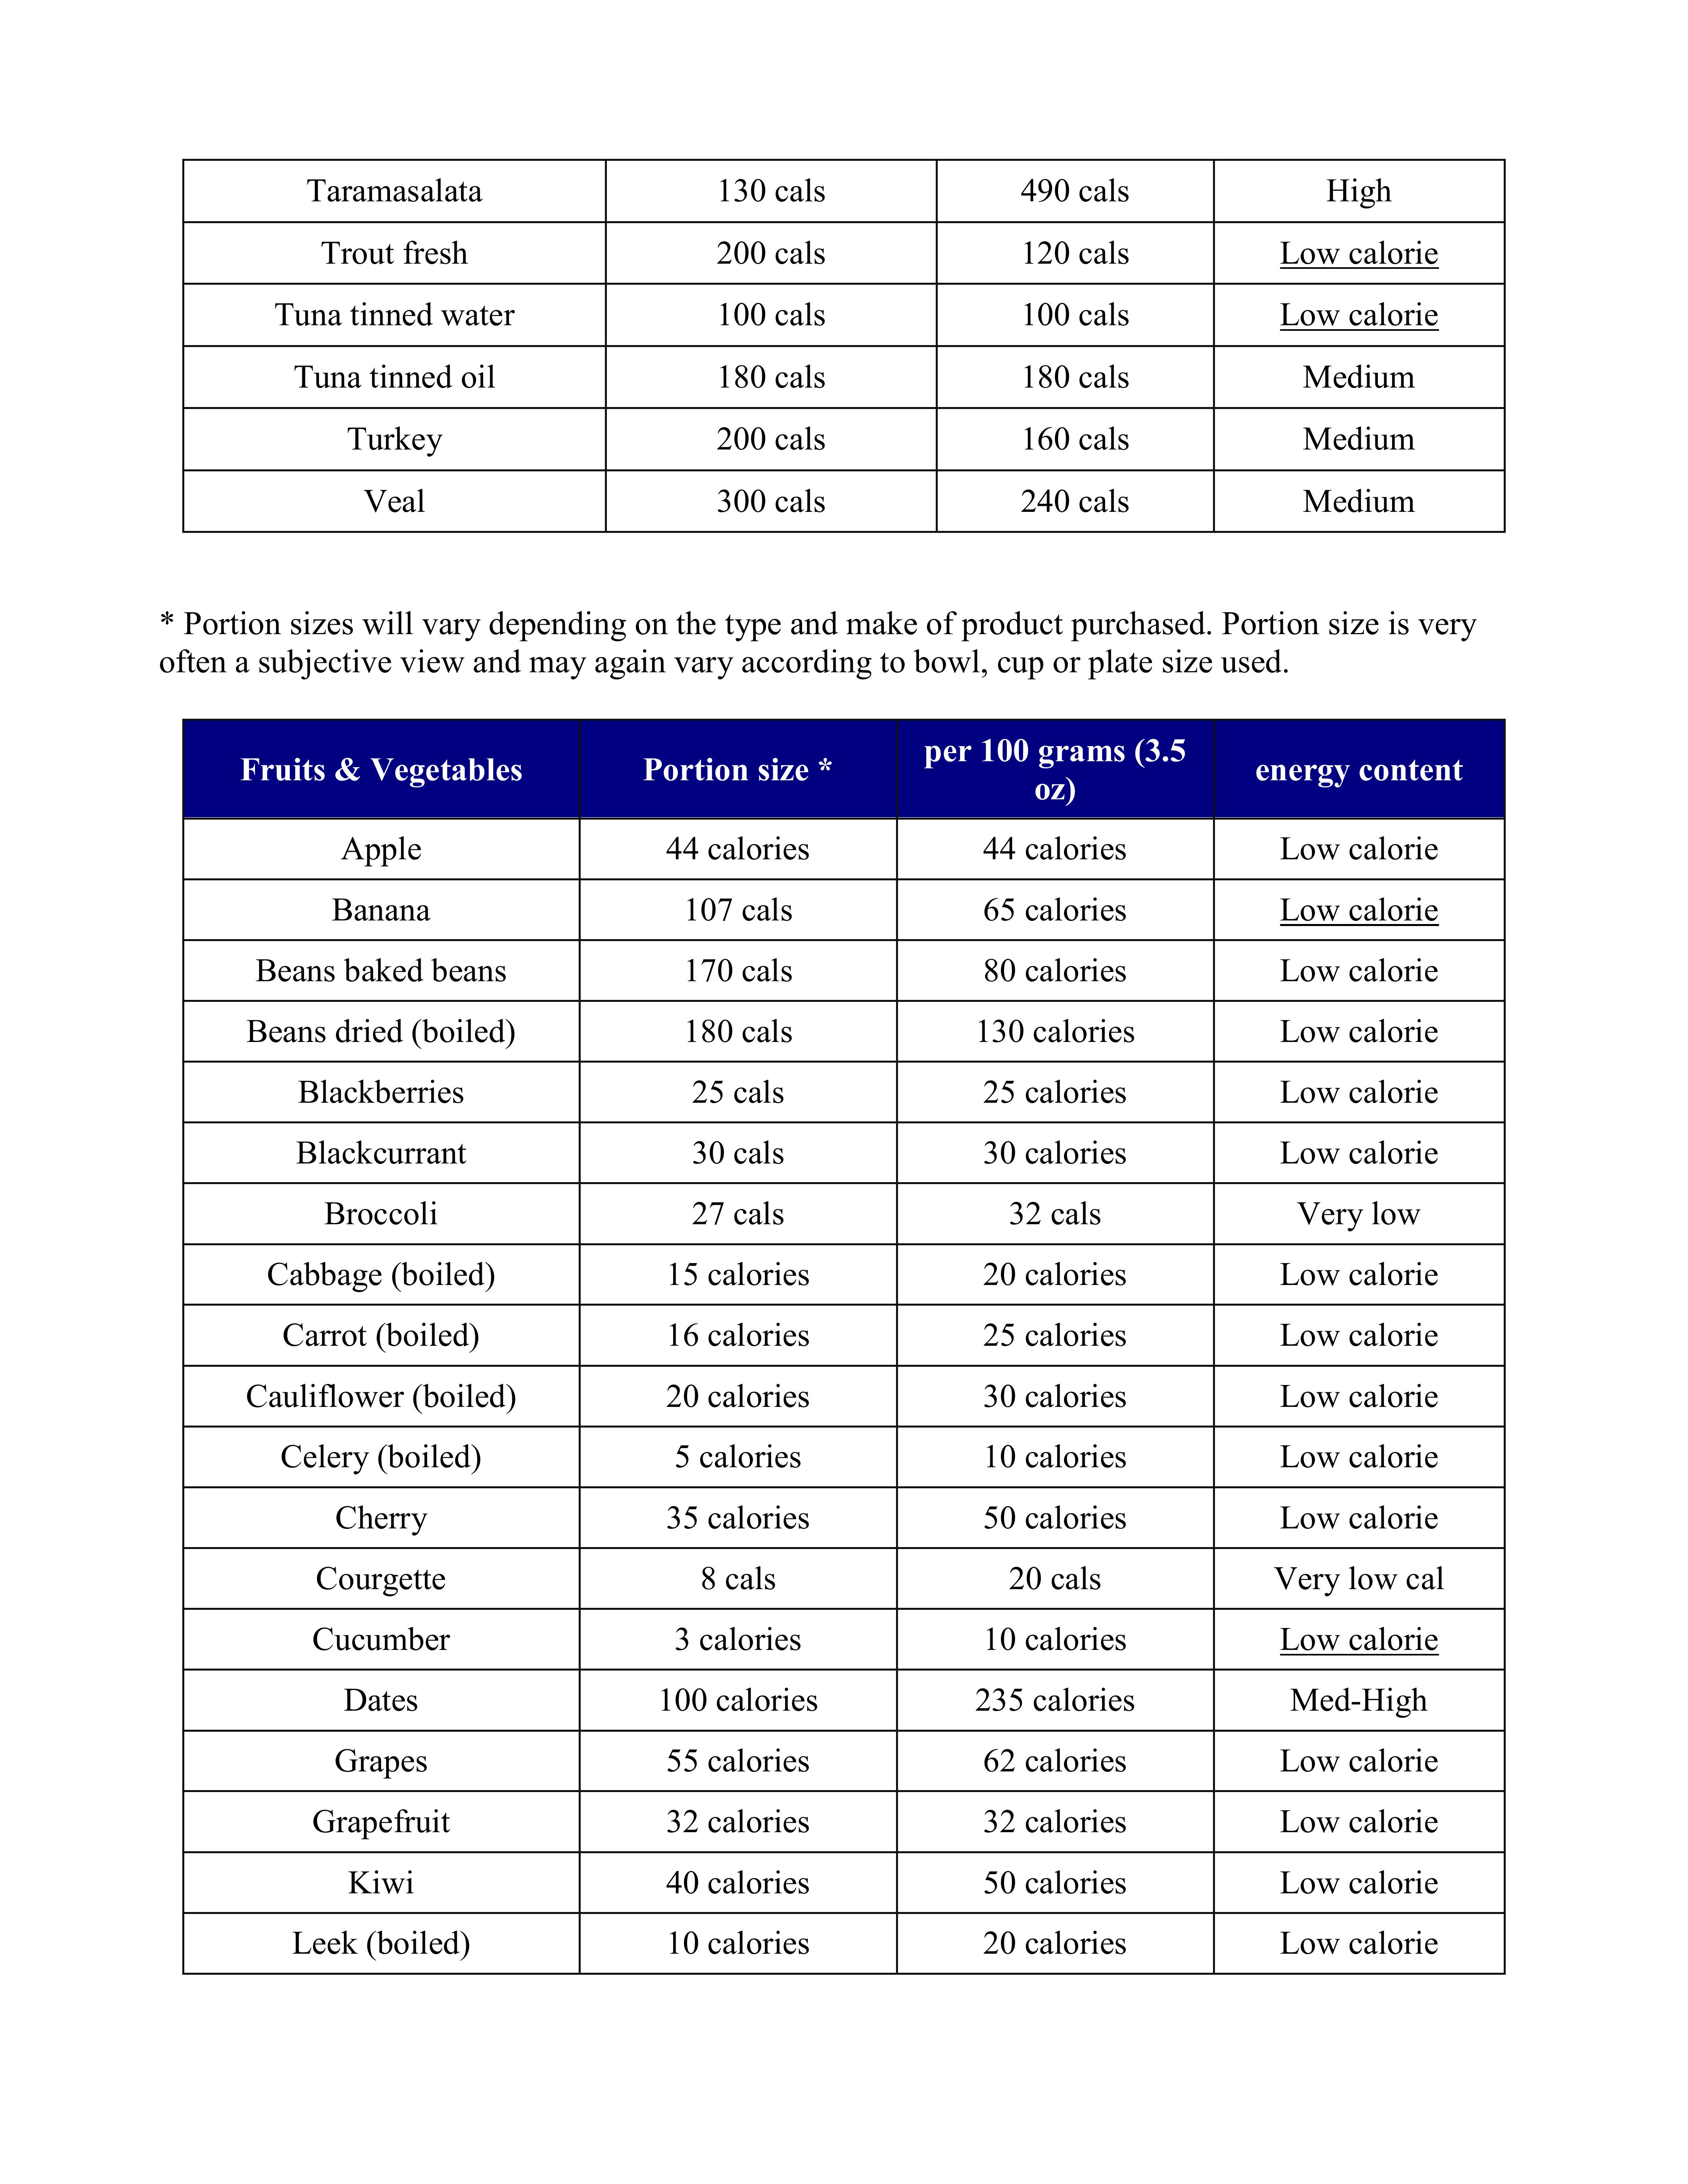 Taramasalata 130 cals 490 cals High
Trout fresh 200 cals 120 cals Low calorie
Tuna tinned water 100 cals 100 cals Low calorie
Tuna tinned oil 180 cals 180 cals Medium
Turkey 200 cals 160 cals Medium
Veal 300 cals 240 cals Medium
* Portion sizes will vary depending on the type and make of product purchased. Portion size is very
often a subjective view and may again vary according to bowl, cup or plate size used.
Fruits & Vegetables Portion size * per 100 grams (3.5
oz) energy content
Apple 44 calories 44 calories Low calorie
Banana 107 cals 65 calories Low calorie
Beans baked beans 170 cals 80 calories Low calorie
Beans dried (boiled) 180 cals 130 calories Low calorie
Blackberries 25 cals 25 calories Low calorie
Blackcurrant 30 cals 30 calories Low calorie
Broccoli 27 cals 32 cals Very low
Cabbage (boiled) 15 calories 20 calories Low calorie
Carrot (boiled) 16 calories 25 calories Low calorie
Cauliflower (boiled) 20 calories 30 calories Low calorie
Celery (boiled) 5 calories 10 calories Low calorie
Cherry 35 calories 50 calories Low calorie
Courgette 8 cals 20 cals Very low cal
Cucumber 3 calories 10 calories Low calorie
Dates 100 calories 235 calories Med-High
Grapes 55 calories 62 calories Low calorie
Grapefruit 32 calories 32 calories Low calorie
Kiwi 40 calories 50 calories Low calorie
Leek (boiled) 10 calories 20 calories Low calorie